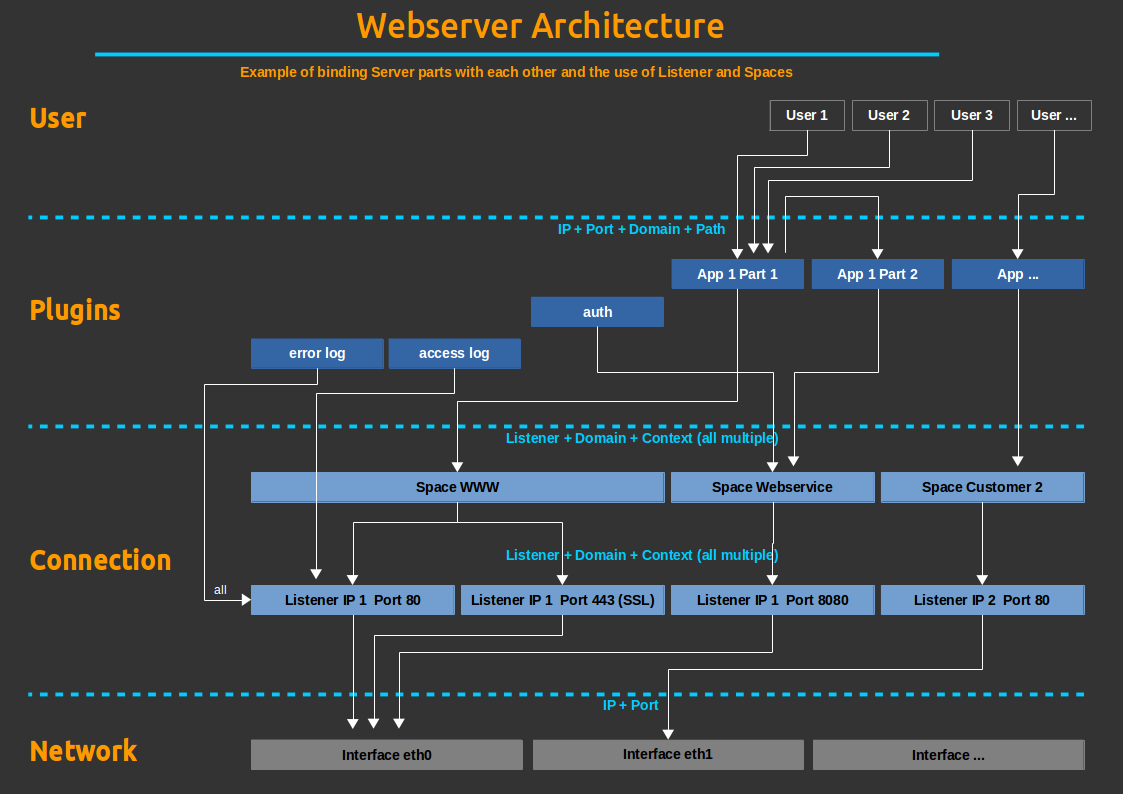 Webserver Architecture
Example of binding Server parts with each other and the use of Listener and Spaces
User
User 1
User 2
User 3
User ...
IP + Port + Domain + Path
App 1 Part 1
App 1 Part 2
App ...
Plugins
auth
error log
access log
Listener + Domain + Context (all multiple)
Space WWW
Space Webservice
Space Customer 2
Connection
Listener + Domain + Context (all multiple)
all
Listener IP 1 Port 80
Listener IP 1 Port 443 (SSL)
Listener IP 1 Port 8080
Listener IP 2 Port 80
IP + Port
Network
Interface eth0
Interface eth1
Interface ...